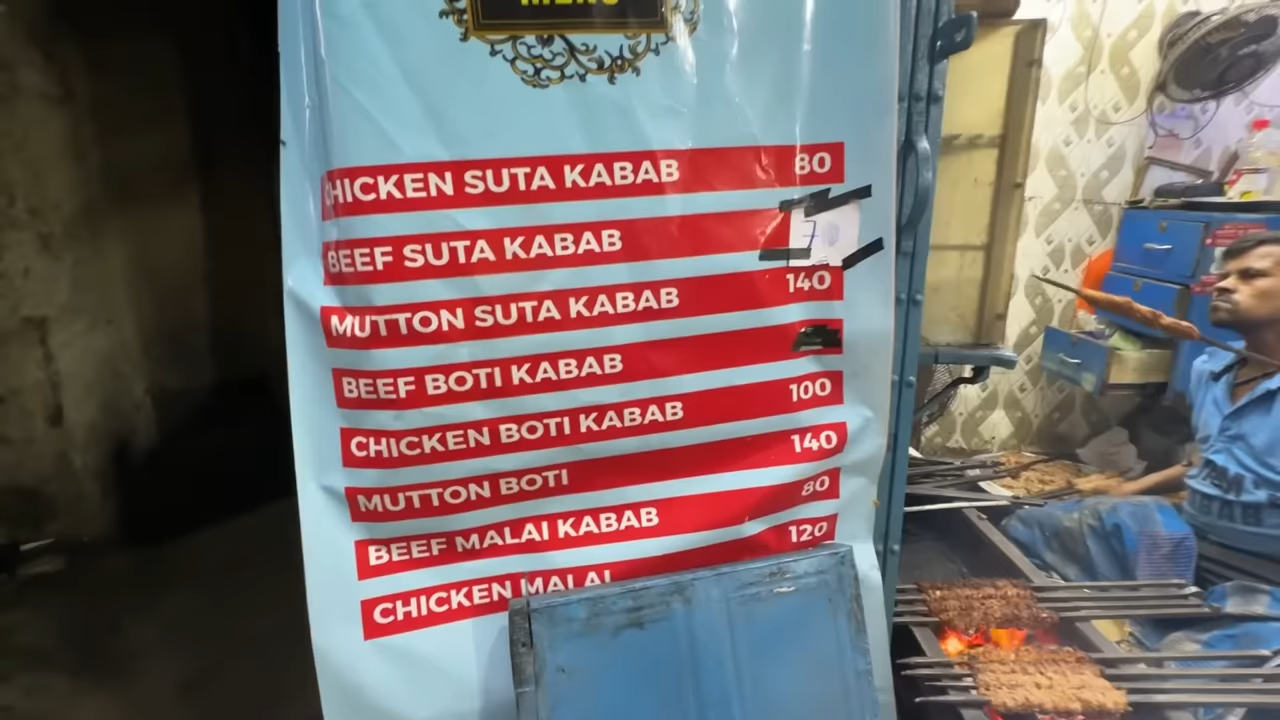 MENU
CHICKEN SUTA KABAB 80
BEEF SUTA KABAB
MUTTON SUTA KABAB 140
BEEF BOTI KABAB
CHICKEN BOTI KABAB 100
MUTTON BOTI 140
BEEF MALAI KABAB 80
CHICKEN MALAI 120